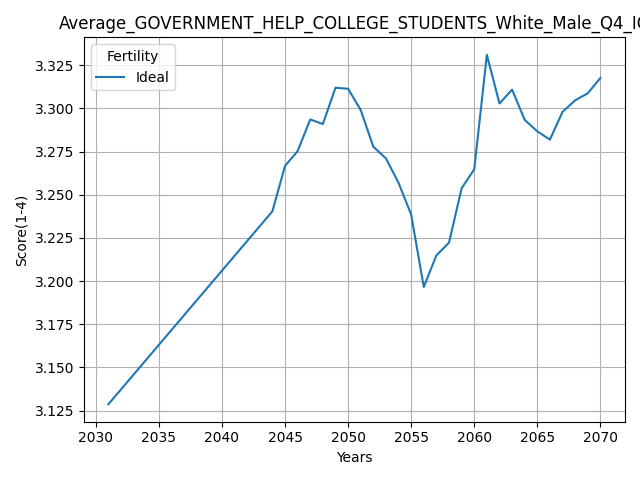 Average_GOVERNMENT_HELP_COLLEGE_STUDENTS_White_Male_Q4_IQ
Fertility
Ideal
Score(1-4)
3.325
3.300
3.275
3.250
3.225
3.200
3.175
3.150
3.125
2030 2035 2040 2045 2050 2055 2060 2065 2070
Years